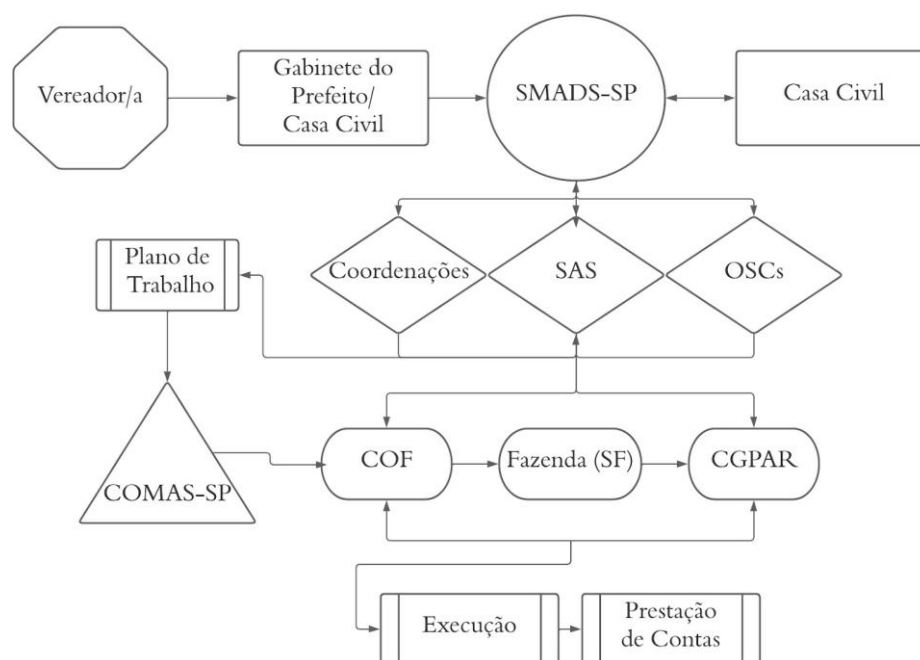 Vereador/a
Gabinete do
Prefeito/
Casa Civil
SMADS-SP
Casa Civil
Plano de
Trabalho
Coordenações
SAS
OSCs
COMAS-SP
COF
Fazenda (SF)
CGPAR
Execução
Prestação
de Contas